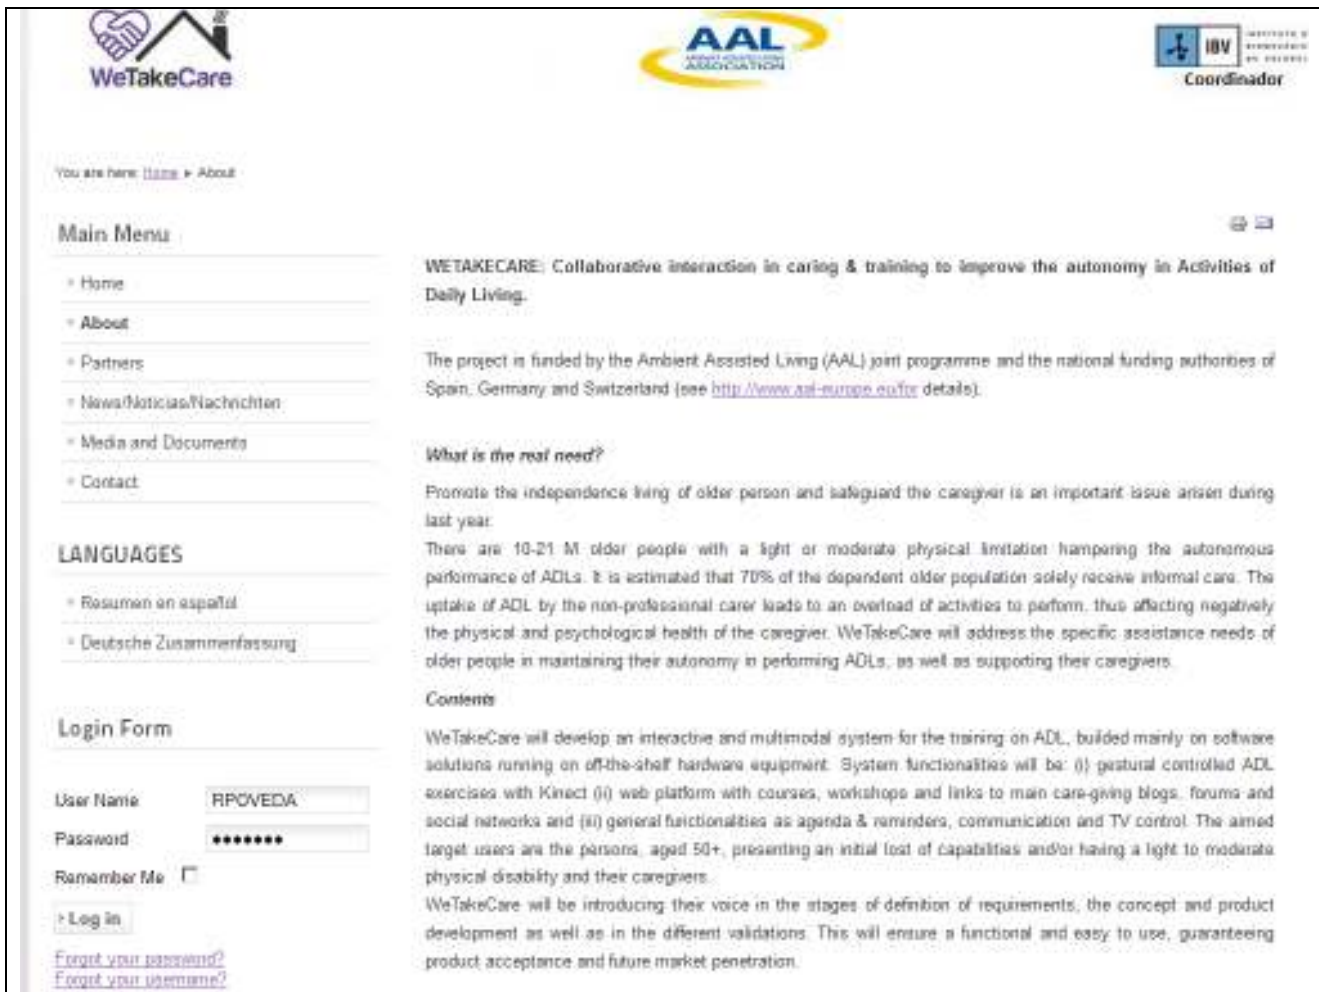 WeTakeCare
AAL
AMBIENT ASSISTED LIVING
ASSOCIATION
IBV
Coordinador
You are here: Home ▸ About
Main Menu
Home
About
Partners
News/Noticias/Nachrichten
Media and Documents
Contact
LANGUAGES
Resumen en español
Deutsche Zusammenfassung
Login Form
User Name RPOVEDA
Password •••••••
Remember Me
Log in
Forgot your password?
Forgot your username?
WETAKECARE: Collaborative interaction in caring & training to improve the autonomy in Activities of
Daily Living.
The project is funded by the Ambient Assisted Living (AAL) joint programme and the national funding authorities of
Spain, Germany and Switzerland (see http://www.aal-europe.eu/for details).
What is the real need?
Promote the independence living of older person and safeguard the caregiver is an important issue arisen during
last year.
There are 10-21 M older people with a light or moderate physical limitation hampering the autonomous
performance of ADLs. It is estimated that 70% of the dependent older population solely receive informal care. The
uptake of ADL by the non-professional carer leads to an overload of activities to perform, thus affecting negatively
the physical and psychological health of the caregiver. WeTakeCare will address the specific assistance needs of
older people in maintaining their autonomy in performing ADLs, as well as supporting their caregivers.
Contents
WeTakeCare will develop an interactive and multimodal system for the training on ADL, builded mainly on software
solutions running on off-the-shelf hardware equipment. System functionalities will be: (i) gestural controlled ADL
exercises with Kinect (ii) web platform with courses, workshops and links to main care-giving blogs, forums and
social networks and (iii) general functionalities as agenda & reminders, communication and TV control. The aimed
target users are the persons, aged 50+, presenting an initial lost of capabilities and/or having a light to moderate
physical disability and their caregivers.
WeTakeCare will be introducing their voice in the stages of definition of requirements, the concept and product
development as well as in the different validations. This will ensure a functional and easy to use, guaranteeing
product acceptance and future market penetration.